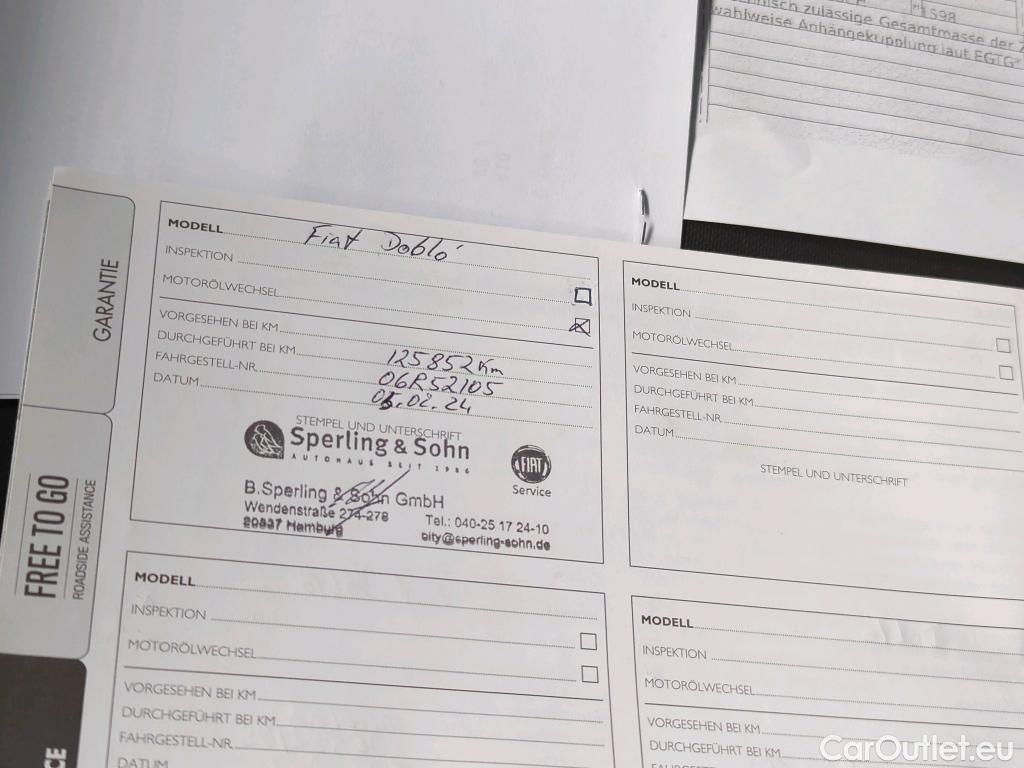 1598
technisch zulässige Gesamtmasse der
wahlweise Anhängekupplung laut EGTG*
GARANTIE
FREE TO GO
ROADSIDE ASSISTANCE
MODELL Fiat Dobló
INSPEKTION
MOTORÖLWECHSEL
VORGESEHEN BEI KM
DURCHGEFÜHRT BEI KM 125852 Km
FAHRGESTELL-NR. 06R52105
DATUM 05.02.24
STEMPEL UND UNTERSCHRIFT
Sperling & Sohn
AUTOHAUS SEIT 1986
FIAT
Service
B.Sperling & Sohn GmbH
Wendenstraße 274-278
20537 Hamburg
Tel.: 040-25 17 24-10
city@sperling-sohn.de
MODELL
INSPEKTION
MOTORÖLWECHSEL
VORGESEHEN BEI KM
DURCHGEFÜHRT BEI KM
FAHRGESTELL-NR.
DATUM
STEMPEL UND UNTERSCHRIFT
MODELL
INSPEKTION
MOTORÖLWECHSEL
VORGESEHEN BEI KM
DURCHGEFÜHRT BEI KM
FAHRGESTELL-NR.
DATUM
MODELL
INSPEKTION
MOTORÖLWECHSEL
VORGESEHEN BEI KM
DURCHGEFÜHRT BEI KM
FAHRGESTELL-NR.
CarOutlet.eu